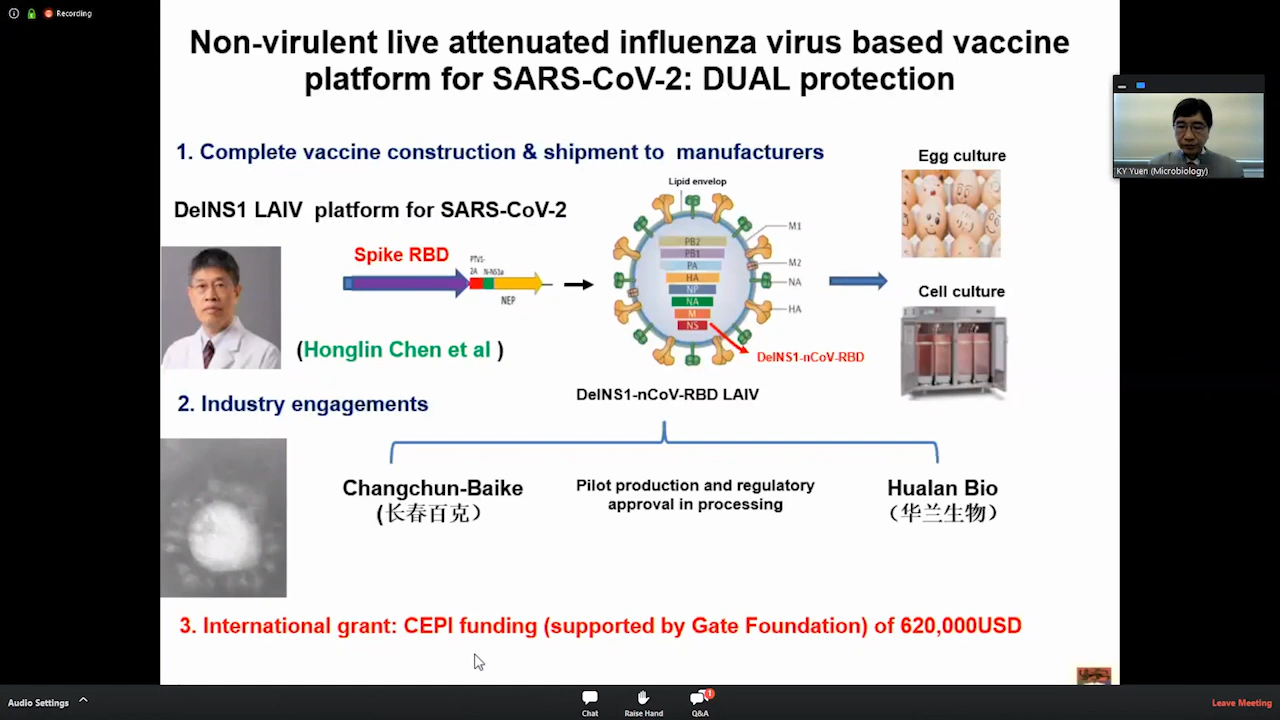 Recording
Non-virulent live attenuated influenza virus based vaccine
platform for SARS-CoV-2: DUAL protection
KY Yuen (Microbiology)
1. Complete vaccine construction & shipment to manufacturers
DelNS1 LAIV platform for SARS-CoV-2
Spike RBD
PTV1-
2A N-NS1a
NEP
(Honglin Chen et al )
Lipid envelop
PB2
PB1
PA
HA
NP
NA
M
NS
M1
M2
NA
HA
DelNS1-nCoV-RBD
DelNS1-nCoV-RBD LAIV
Egg culture
Cell culture
2. Industry engagements
Changchun-Baike
(长春百克）
Pilot production and regulatory
approval in processing
Hualan Bio
（华兰生物）
3. International grant: CEPI funding (supported by Gate Foundation) of 620,000USD
Audio Settings
Chat
Raise Hand
1
Q&A
Leave Meeting